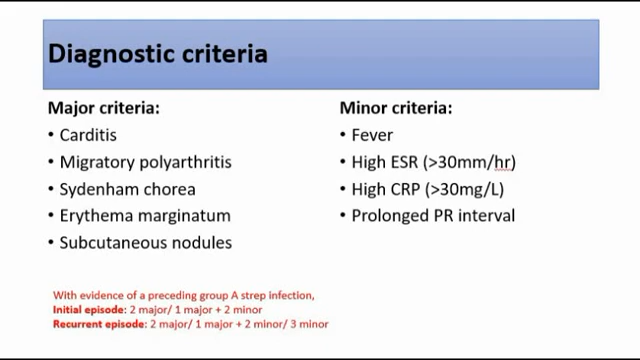 Diagnostic criteria
Major criteria:
• Carditis
• Migratory polyarthritis
• Sydenham chorea
• Erythema marginatum
• Subcutaneous nodules
Minor criteria:
• Fever
• High ESR (>30mm/hr)
• High CRP (>30mg/L)
• Prolonged PR interval
With evidence of a preceding group A strep infection,
Initial episode: 2 major/ 1 major + 2 minor
Recurrent episode: 2 major/ 1 major + 2 minor/ 3 minor